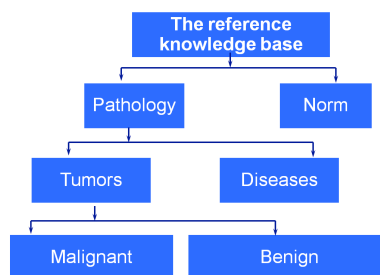 The reference
knowledge base
Pathology
Norm
Tumors
Diseases
Malignant
Benign